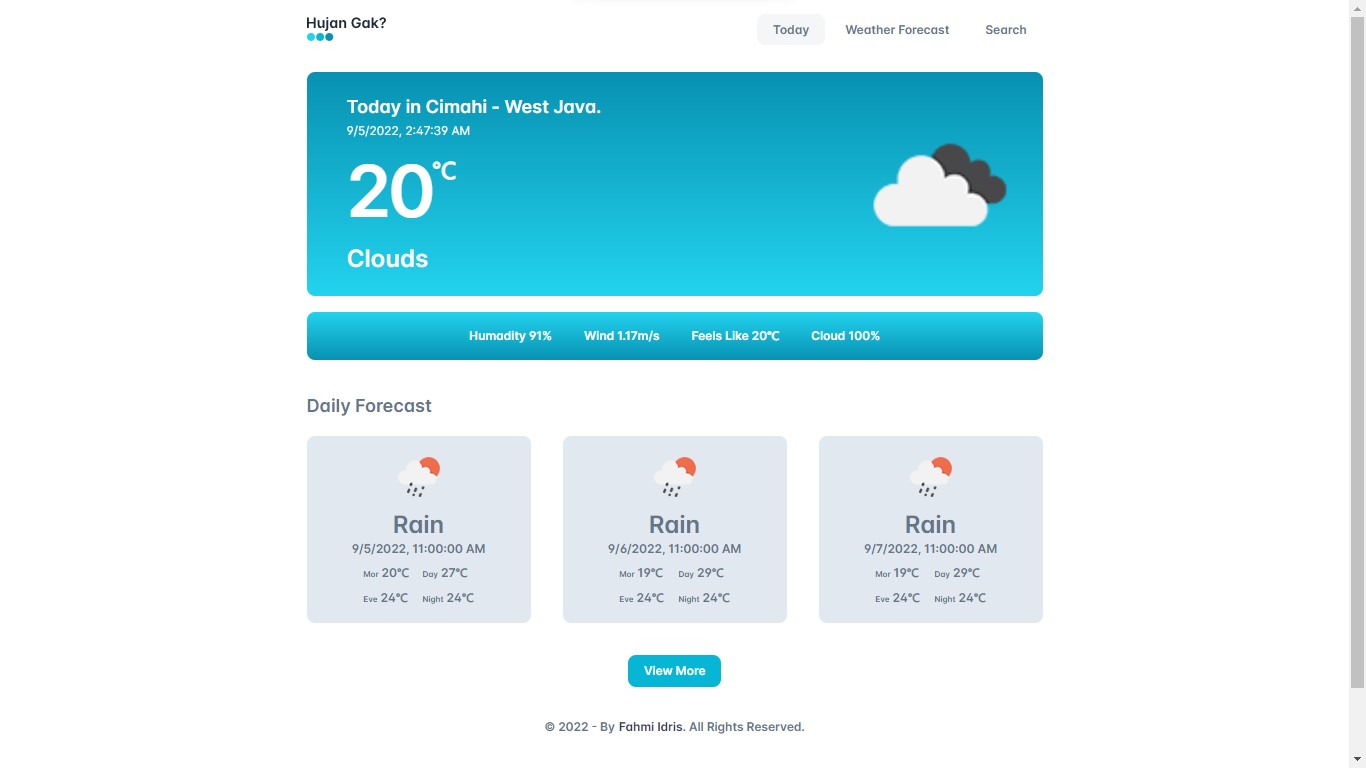 Hujan Gak?
Today Weather Forecast Search
Today in Cimahi - West Java.
9/5/2022, 2:47:39 AM
20°C
Clouds
Humadity 91% Wind 1.17m/s Feels Like 20°C Cloud 100%
Daily Forecast
Rain
9/5/2022, 11:00:00 AM
Mor 20°C Day 27°C
Eve 24°C Night 24°C
Rain
9/6/2022, 11:00:00 AM
Mor 19°C Day 29°C
Eve 24°C Night 24°C
Rain
9/7/2022, 11:00:00 AM
Mor 19°C Day 29°C
Eve 24°C Night 24°C
View More
© 2022 - By Fahmi Idris. All Rights Reserved.